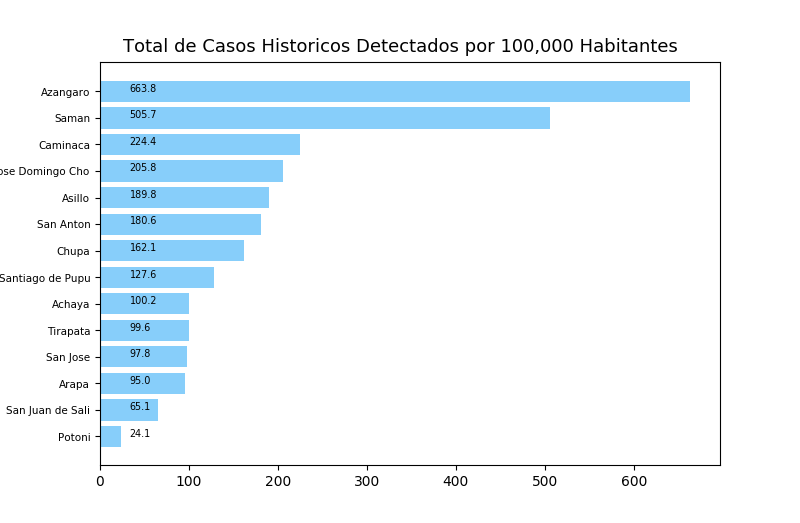 Total de Casos Historicos Detectados por 100,000 Habitantes
Azangaro 663.8
Saman 505.7
Caminaca 224.4
ose Domingo Cho 205.8
Asillo 189.8
San Anton 180.6
Chupa 162.1
Santiago de Pupu 127.6
Achaya 100.2
Tirapata 99.6
San Jose 97.8
Arapa 95.0
San Juan de Sali 65.1
Potoni 24.1
0 100 200 300 400 500 600